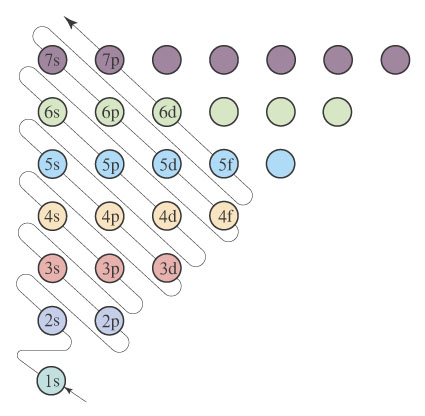 7s 7p
6s 6p 6d
5s 5p 5d 5f
4s 4p 4d 4f
3s 3p 3d
2s 2p
1s